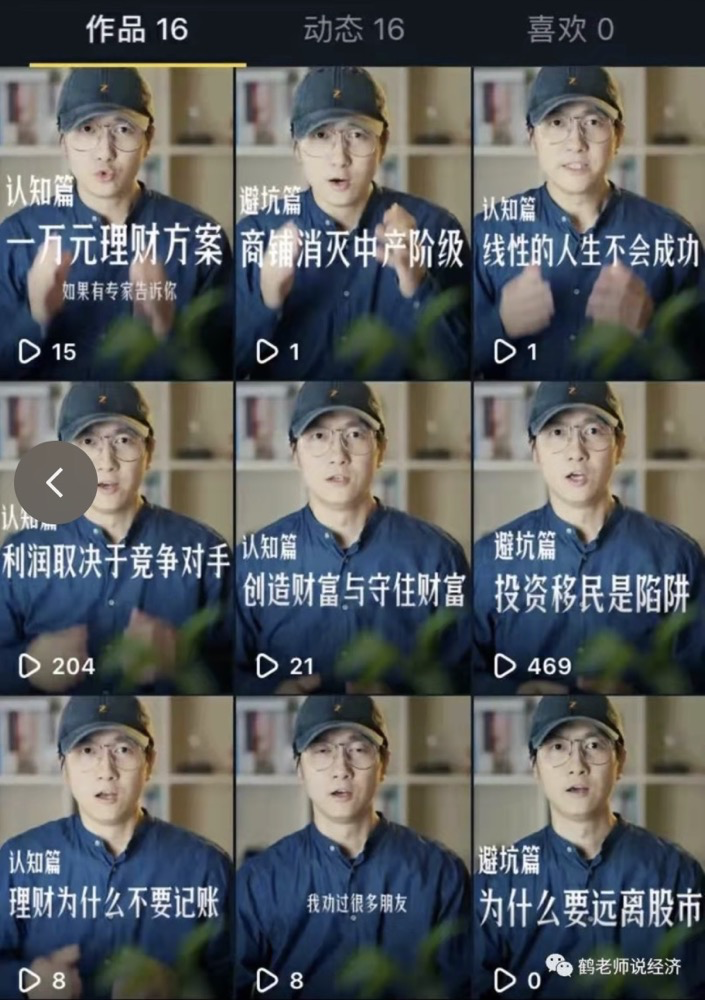 作品 16
动态 16
喜欢 0
Z
认知篇
一万元理财方案
如果有专家告诉你
15
Z
避坑篇
商铺消灭中产阶级
1
Z
认知篇
线性的人生不会成功
1
Z
认知篇
利润取决于竞争对手
204
Z
认知篇
创造财富与守住财富
21
Z
避坑篇
投资移民是陷阱
469
Z
认知篇
理财为什么不要记账
8
Z
我劝过很多朋友
8
Z
避坑篇
为什么要远离股市
0
鹤老师说经济